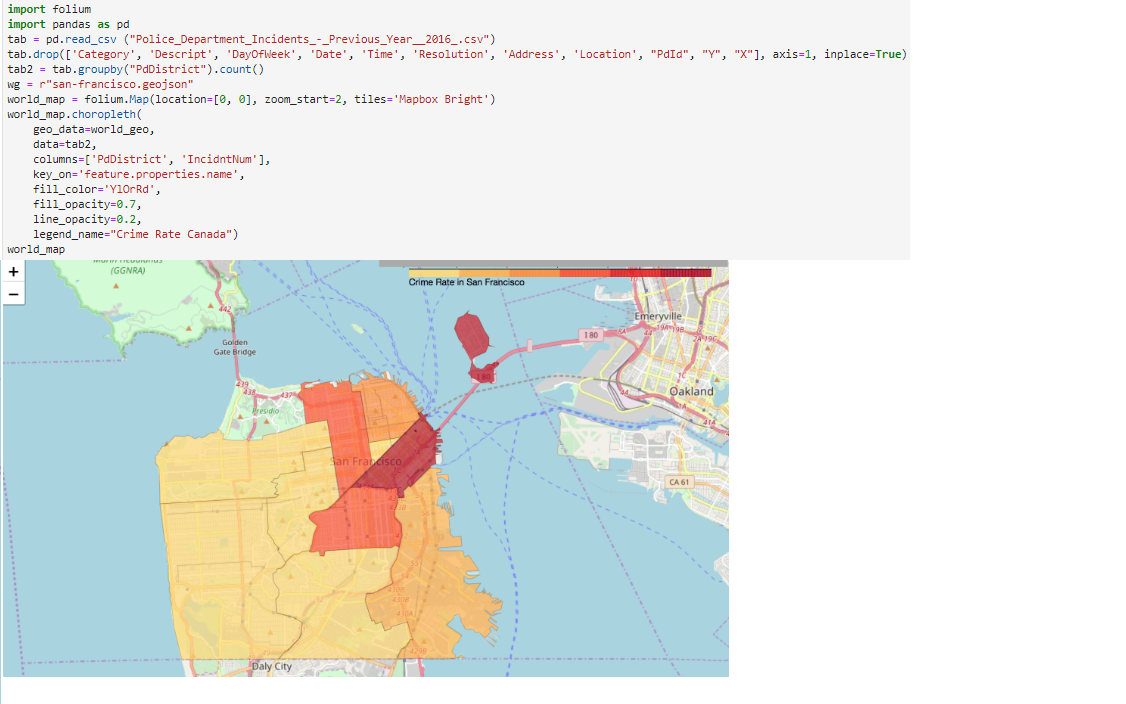 import folium
import pandas as pd
tab = pd.read_csv ("Police_Department_Incidents_-_Previous_Year__2016_.csv")
tab.drop(['Category', 'Descript', 'DayOfWeek', 'Date', 'Time', 'Resolution', 'Address', 'Location', "PdId", "Y", "X"], axis=1, inplace=True)
tab2 = tab.groupby("PdDistrict").count()
wg = r"san-francisco.geojson"
world_map = folium.Map(location=[0, 0], zoom_start=2, tiles='Mapbox Bright')
world_map.choropleth(
    geo_data=world_geo,
    data=tab2,
    columns=['PdDistrict', 'IncidntNum'],
    key_on='feature.properties.name',
    fill_color='YlOrRd',
    fill_opacity=0.7,
    line_opacity=0.2,
    legend_name="Crime Rate Canada")
world_map
+
−
(GGNRA)
Crime Rate in San Francisco
442
Golden
Gate Bridge
Emeryville
I 80
Oakland
439
438
437
Presidio
San Francisco
CA 61
Daly City